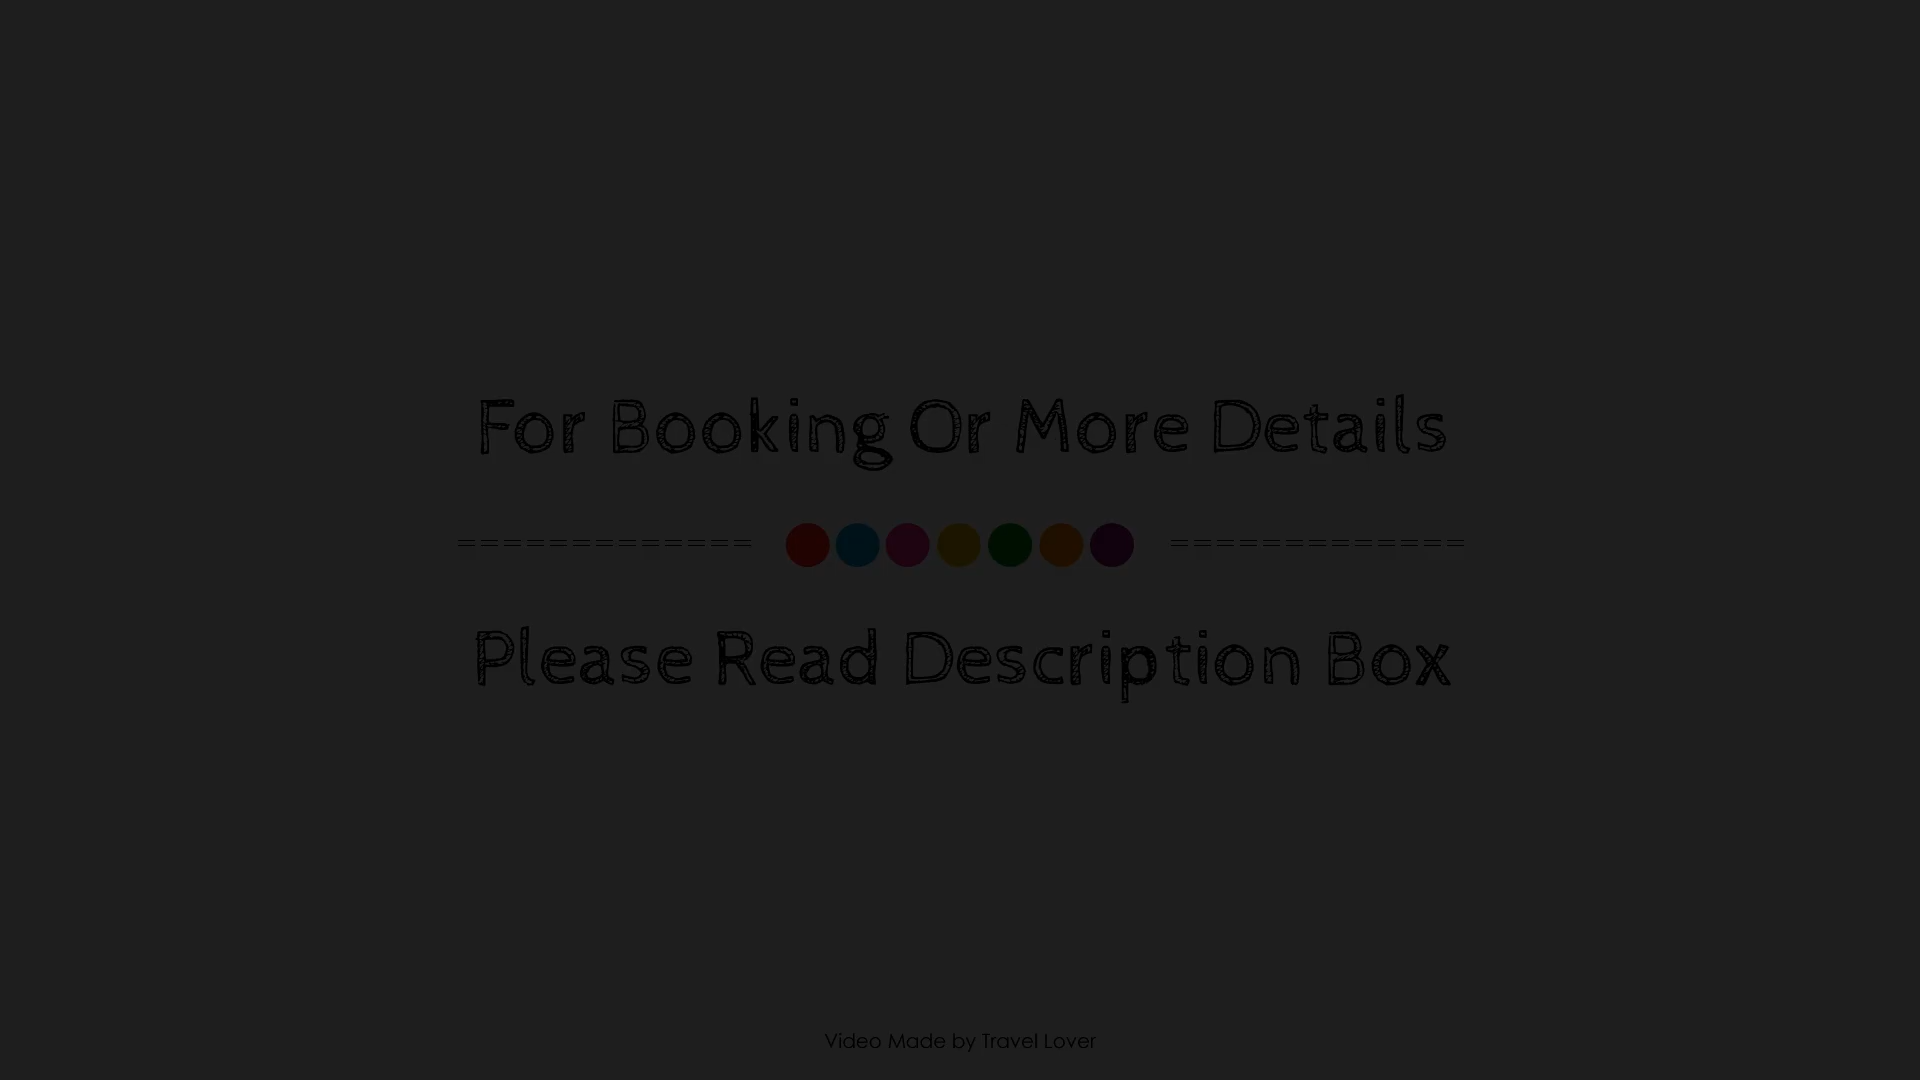 For Booking Or More Details
============= =============
Please Read Description Box
Video Made by Travel Lover